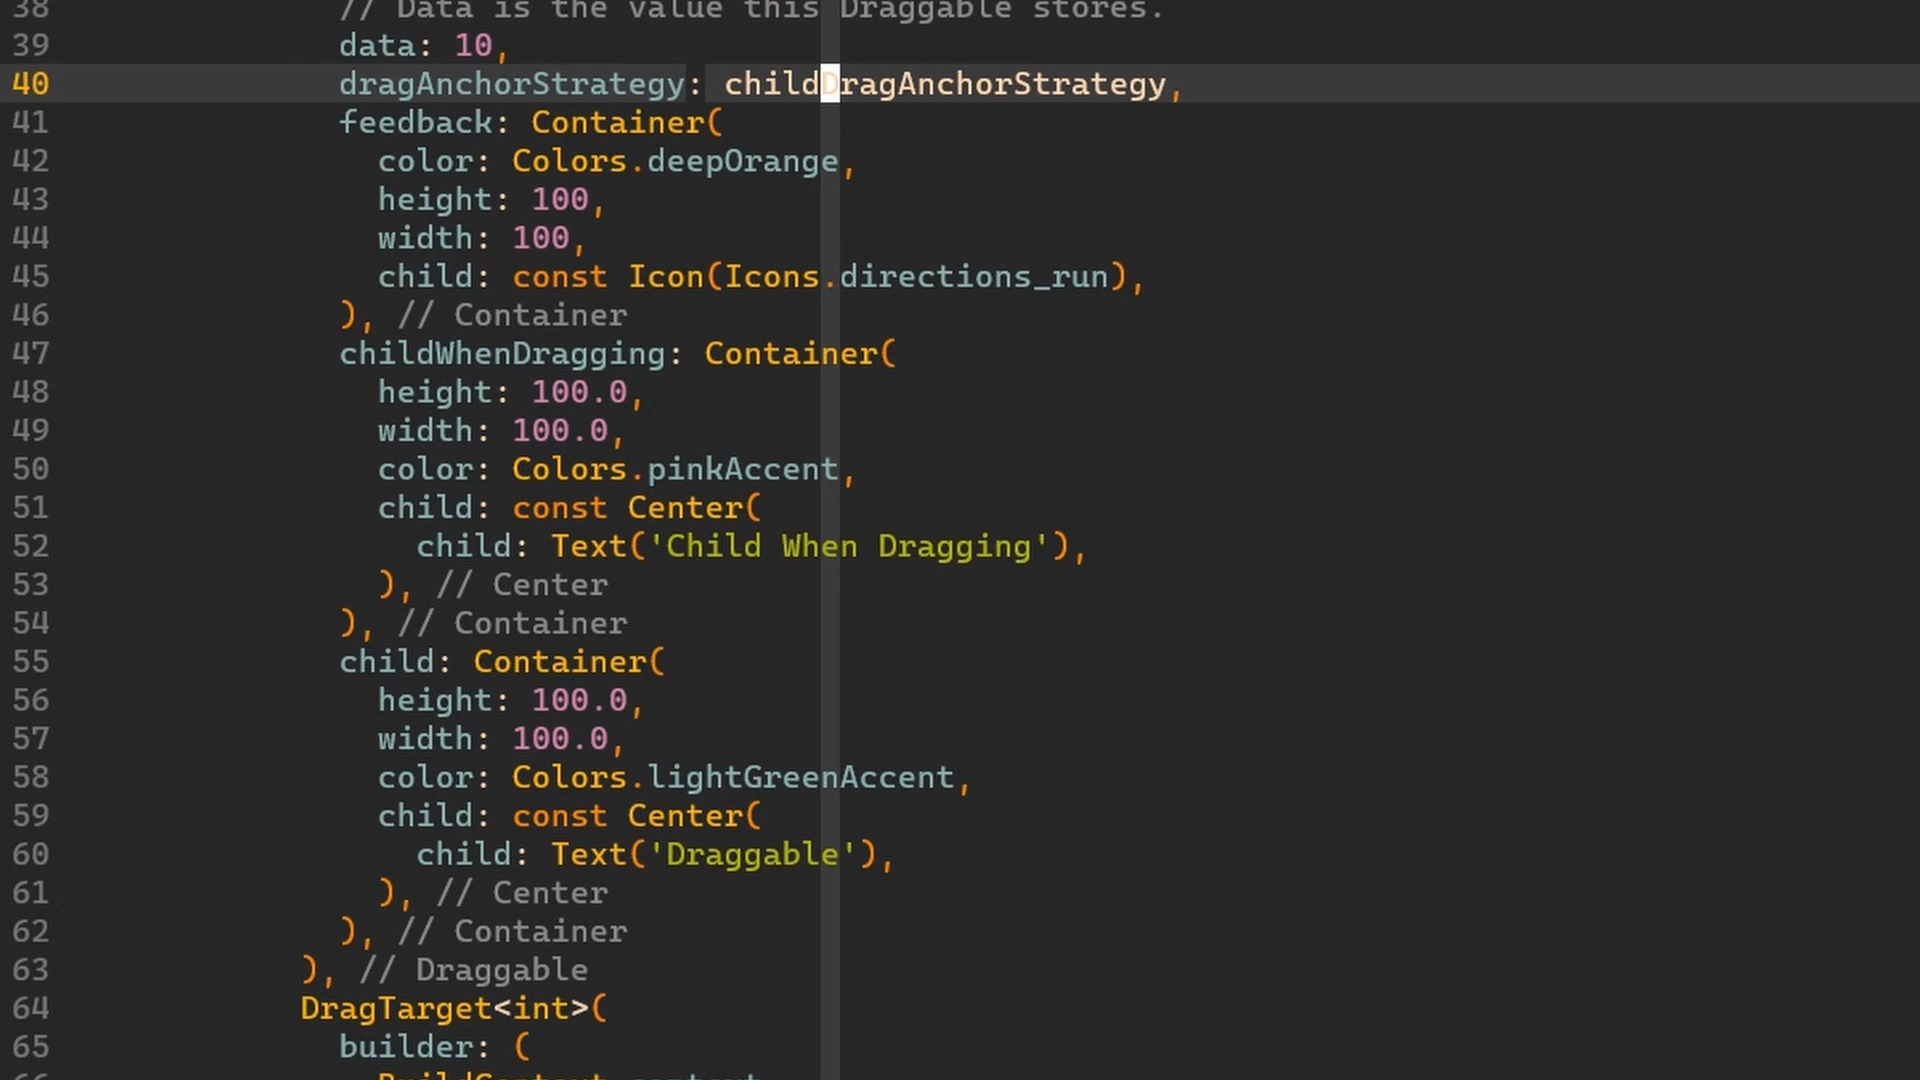 38 // Data is the value this Draggable stores.
39 data: 10,
40 dragAnchorStrategy: childDragAnchorStrategy,
41 feedback: Container(
42 color: Colors.deepOrange,
43 height: 100,
44 width: 100,
45 child: const Icon(Icons.directions_run),
46 ), // Container
47 childWhenDragging: Container(
48 height: 100.0,
49 width: 100.0,
50 color: Colors.pinkAccent,
51 child: const Center(
52 child: Text('Child When Dragging'),
53 ), // Center
54 ), // Container
55 child: Container(
56 height: 100.0,
57 width: 100.0,
58 color: Colors.lightGreenAccent,
59 child: const Center(
60 child: Text('Draggable'),
61 ), // Center
62 ), // Container
63 ), // Draggable
64 DragTarget<int>(
65 builder: (
66 BuildContext context